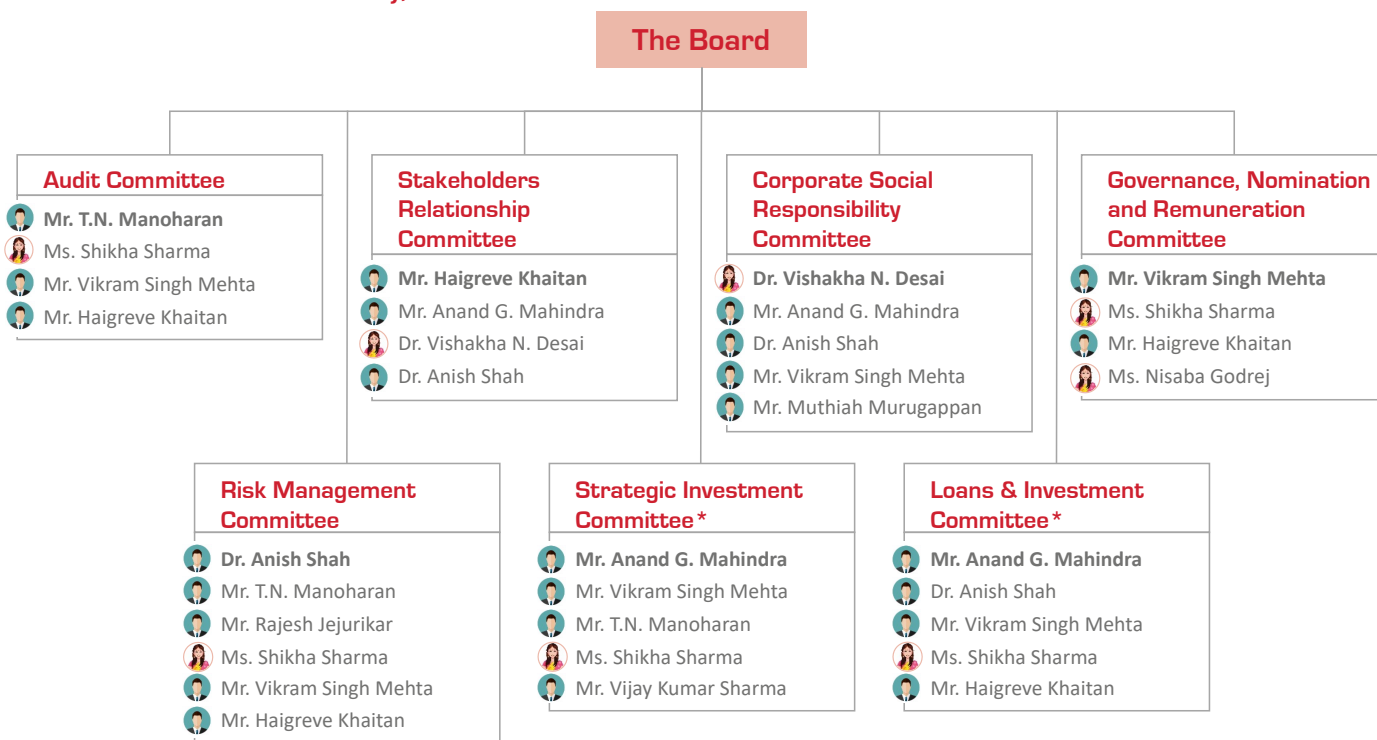 The Board
Audit Committee
Mr. T.N. Manoharan
Ms. Shikha Sharma
Mr. Vikram Singh Mehta
Mr. Haigreve Khaitan
Stakeholders
Relationship
Committee
Mr. Haigreve Khaitan
Mr. Anand G. Mahindra
Dr. Vishakha N. Desai
Dr. Anish Shah
Corporate Social
Responsibility
Committee
Dr. Vishakha N. Desai
Mr. Anand G. Mahindra
Dr. Anish Shah
Mr. Vikram Singh Mehta
Mr. Muthiah Murugappan
Governance, Nomination
and Remuneration
Committee
Mr. Vikram Singh Mehta
Ms. Shikha Sharma
Mr. Haigreve Khaitan
Ms. Nisaba Godrej
Risk Management
Committee
Dr. Anish Shah
Mr. T.N. Manoharan
Mr. Rajesh Jejurikar
Ms. Shikha Sharma
Mr. Vikram Singh Mehta
Mr. Haigreve Khaitan
Strategic Investment
Committee*
Mr. Anand G. Mahindra
Mr. Vikram Singh Mehta
Mr. T.N. Manoharan
Ms. Shikha Sharma
Mr. Vijay Kumar Sharma
Loans & Investment
Committee*
Mr. Anand G. Mahindra
Dr. Anish Shah
Mr. Vikram Singh Mehta
Ms. Shikha Sharma
Mr. Haigreve Khaitan